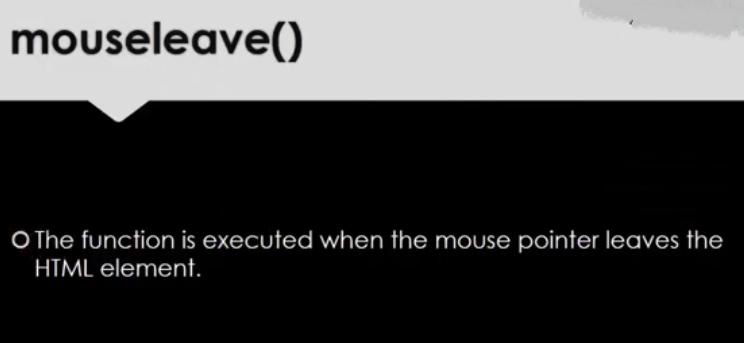 mouseleave()
The function is executed when the mouse pointer leaves the
HTML element.